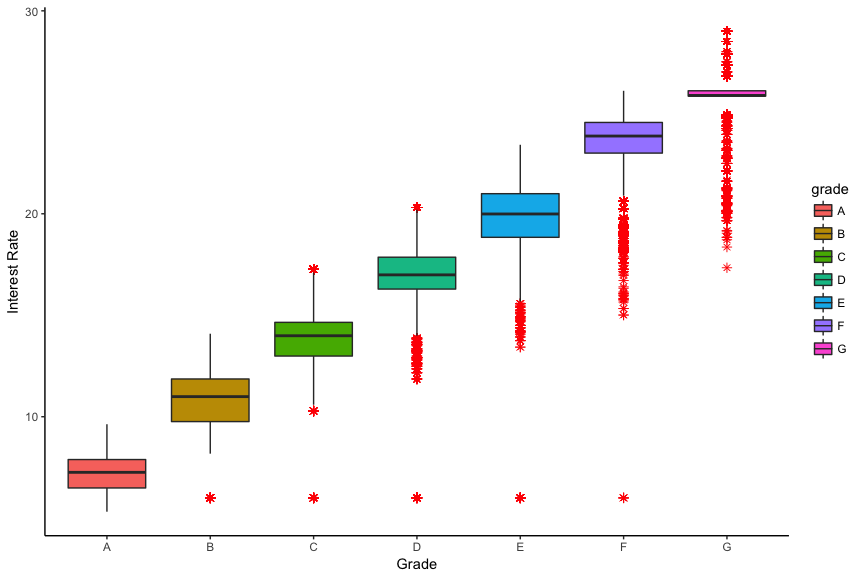 30
20
10
Interest Rate
A B C D E F G
Grade
grade
A
B
C
D
E
F
G